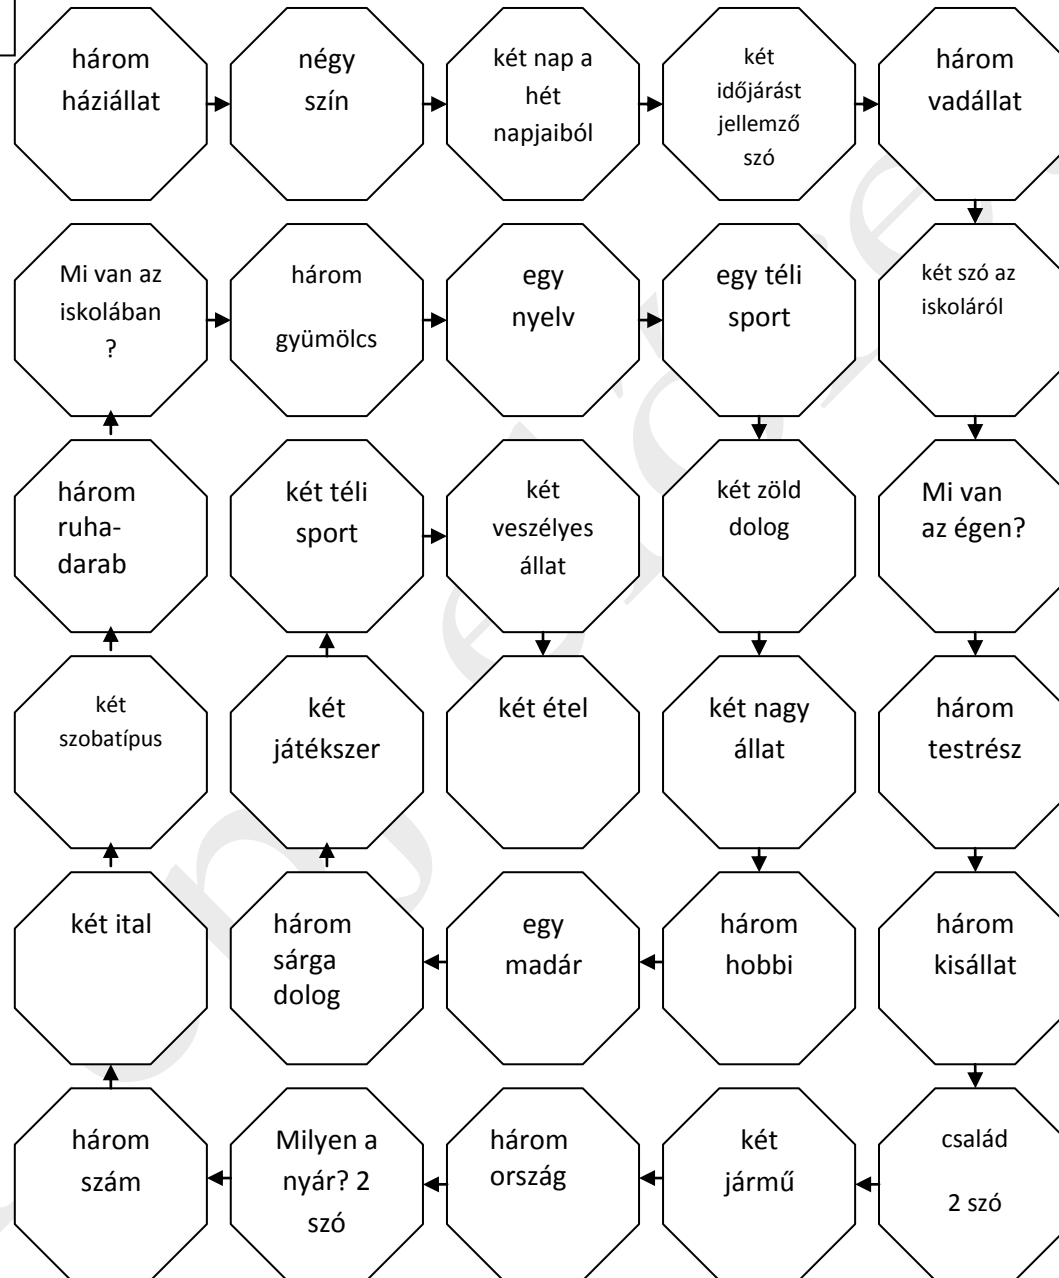 három
háziállat
négy
szín
két nap a
hét
napjaiból
két
időjárást
jellemző
szó
három
vadállat
Mi van az
iskolában
?
három
gyümölcs
egy
nyelv
egy téli
sport
két szó az
iskoláról
három
ruha-
darab
két téli
sport
két
veszélyes
állat
két zöld
dolog
Mi van
az égen?
két
szobatípus
két
játékszer
két étel
két nagy
állat
három
testrész
két ital
három
sárga
dolog
egy
madár
három
hobbi
három
kisállat
három
szám
Milyen a
nyár? 2
szó
három
ország
két
jármű
család
2 szó